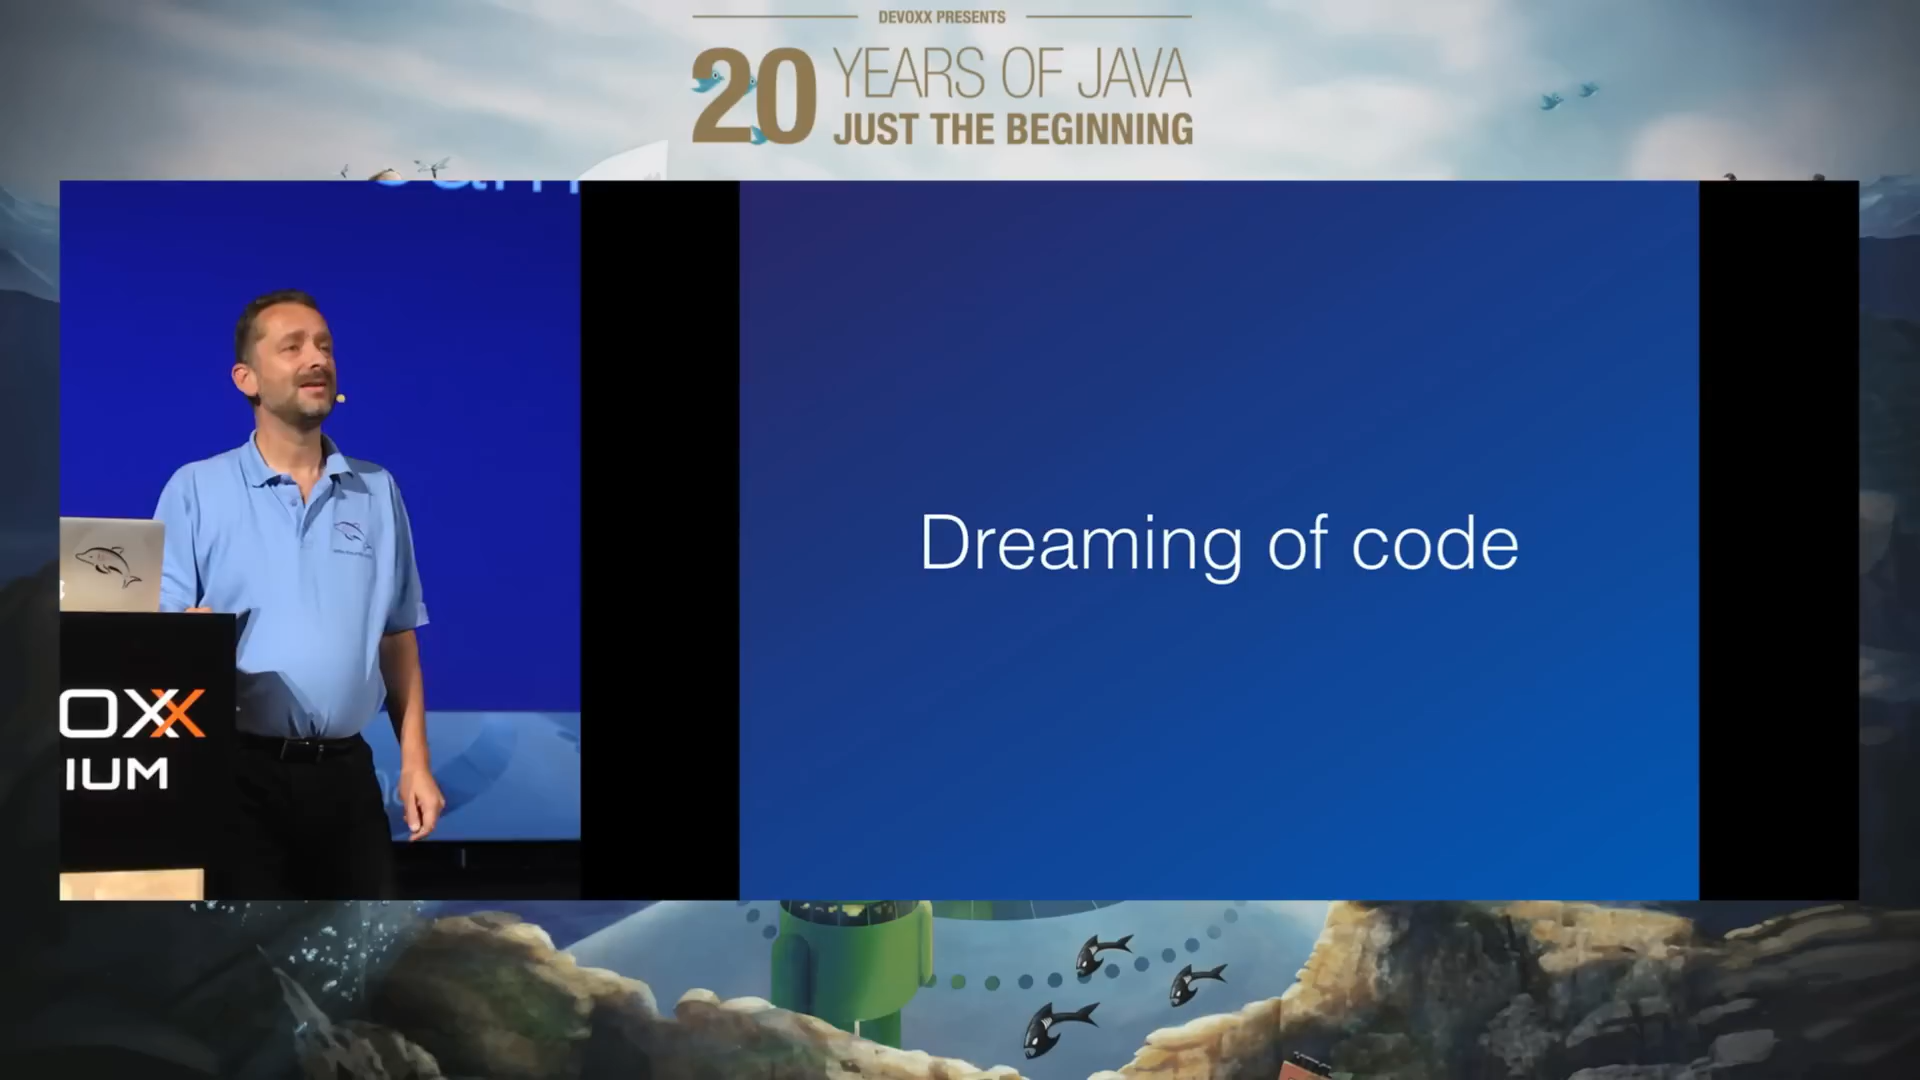 DEVOXX PRESENTS
20 YEARS OF JAVA
JUST THE BEGINNING
Dreaming of code
OXX
IUM